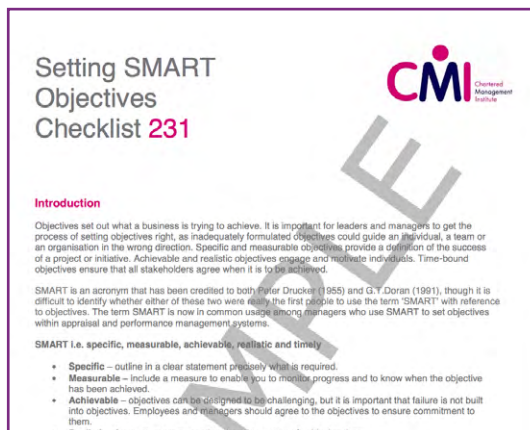 Setting SMART
Objectives
Checklist 231
CMI
Chartered
Management
Institute
Introduction
Objectives set out what a business is trying to achieve. It is important for leaders and managers to get the
process of setting objectives right, as inadequately formulated objectives could guide an individual, a team or
an organisation in the wrong direction. Specific and measurable objectives provide a definition of the success
of a project or initiative. Achievable and realistic objectives engage and motivate individuals. Time-bound
objectives ensure that all stakeholders agree when it is to be achieved.
SMART is an acronym that has been credited to both Peter Drucker (1955) and G.T.Doran (1991), though it is
difficult to identify whether either of these two were really the first people to use the term 'SMART' with reference
to objectives. The term SMART is now in common usage among managers who use SMART to set objectives
within appraisal and performance management systems.
SMART i.e. specific, measurable, achievable, realistic and timely
• Specific – outline in a clear statement precisely what is required.
• Measurable – include a measure to enable you to monitor progress and to know when the objective
has been achieved.
• Achievable – objectives can be designed to be challenging, but it is important that failure is not built
into objectives. Employees and managers should agree to the objectives to ensure commitment to
them.
MPLE